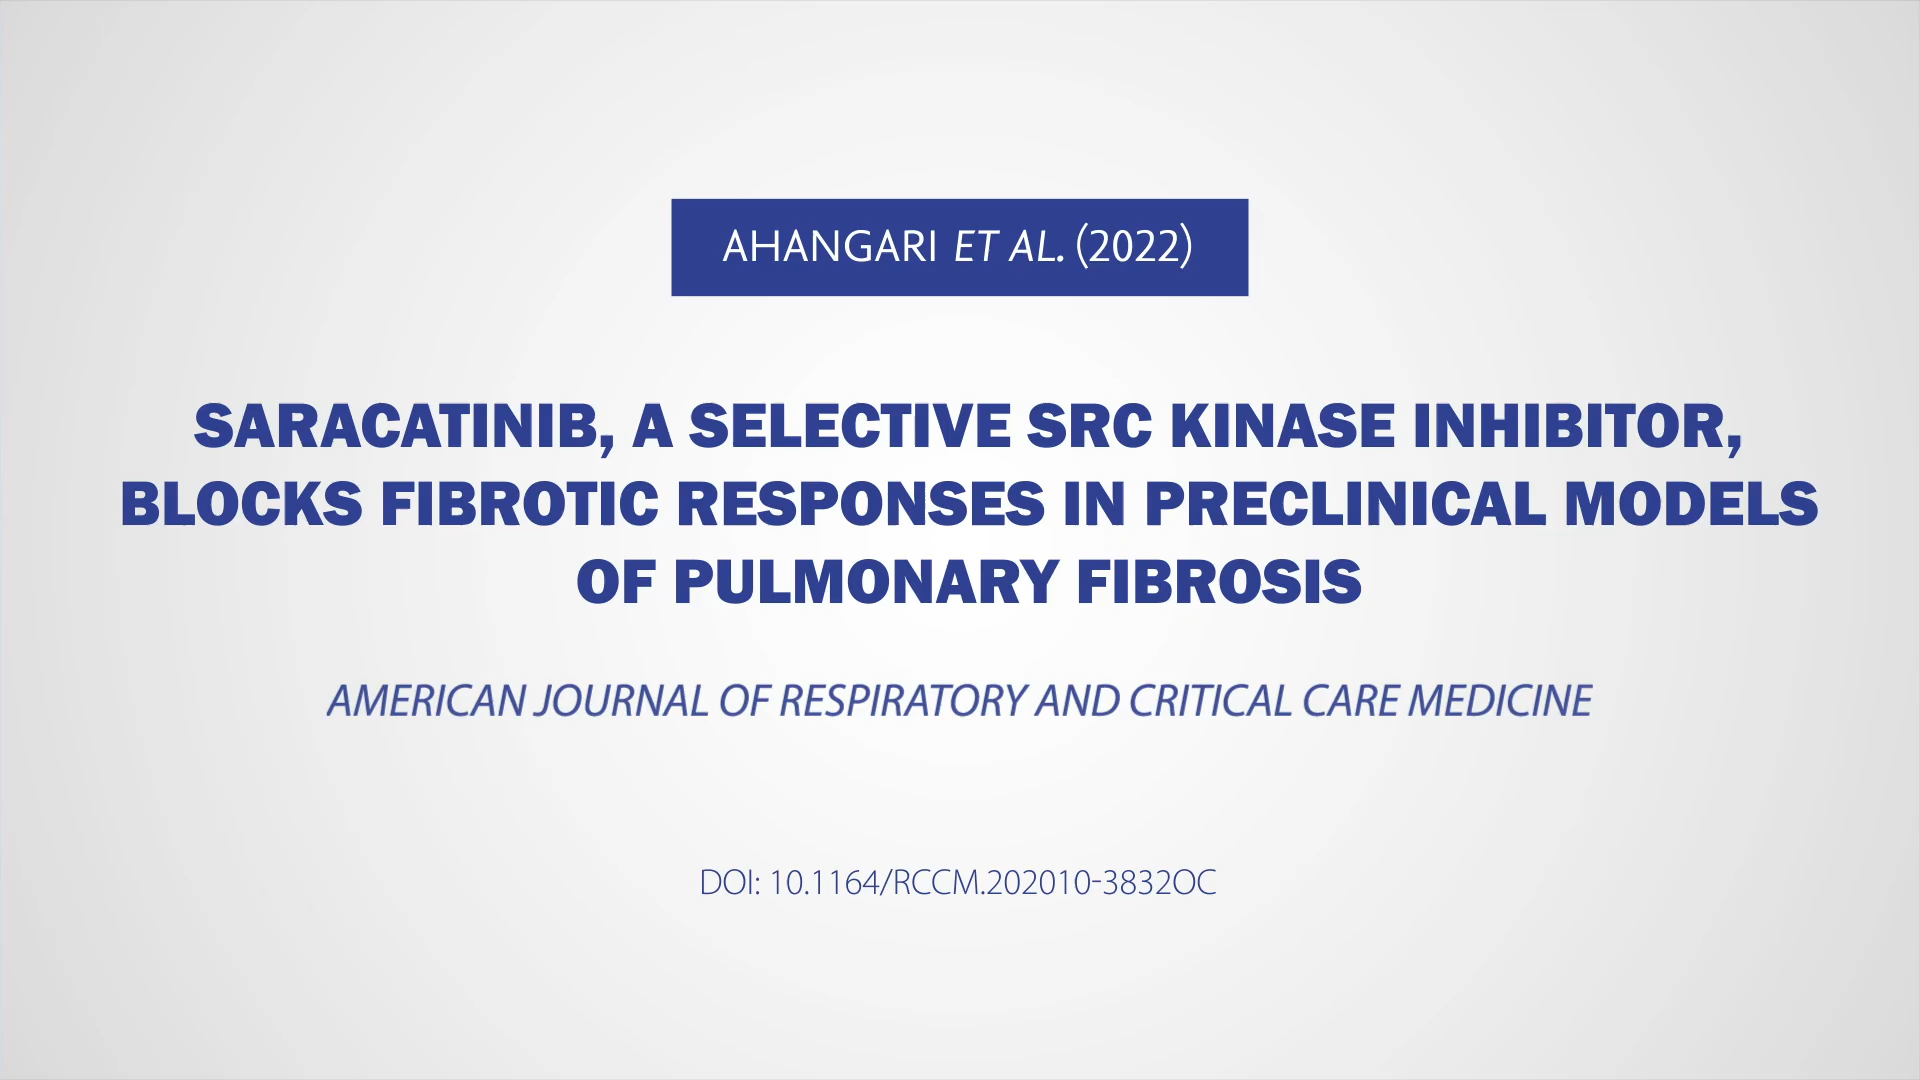 AHANGARI ET AL. (2022)
SARACATINIB, A SELECTIVE SRC KINASE INHIBITOR,
BLOCKS FIBROTIC RESPONSES IN PRECLINICAL MODELS
OF PULMONARY FIBROSIS
AMERICAN JOURNAL OF RESPIRATORY AND CRITICAL CARE MEDICINE
DOI: 10.1164/RCCM.202010-3832OC